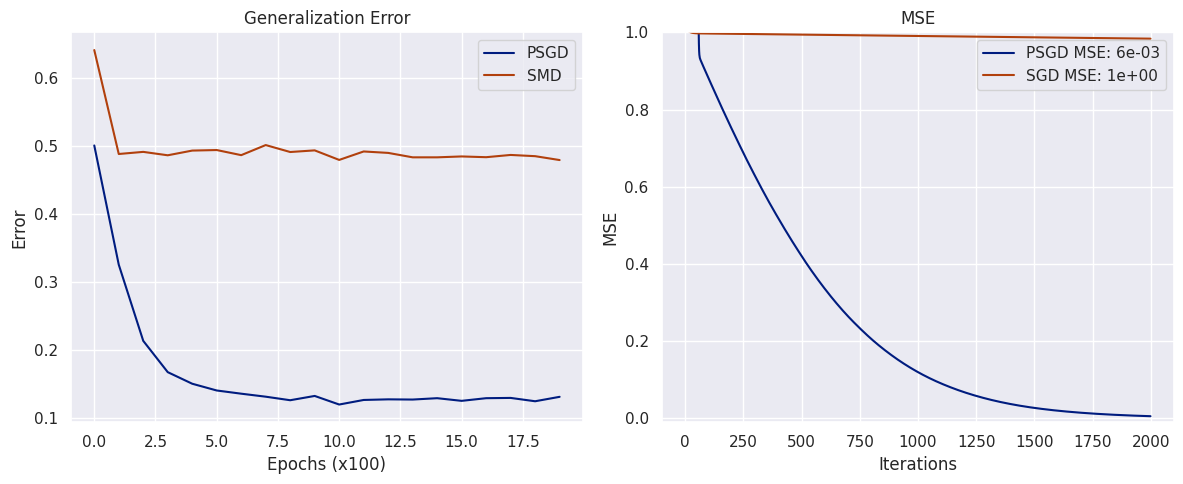 Generalization Error
PSGD
SMD
0.6
0.5
0.4
0.3
0.2
0.1
Error
0.0
2.5
5.0
7.5
10.0
12.5
15.0
17.5
Epochs (x100)
MSE
PSGD MSE: 6e-03
SGD MSE: 1e+00
1.0
0.8
0.6
0.4
0.2
0.0
MSE
0
250
500
750
1000
1250
1500
1750
2000
Iterations